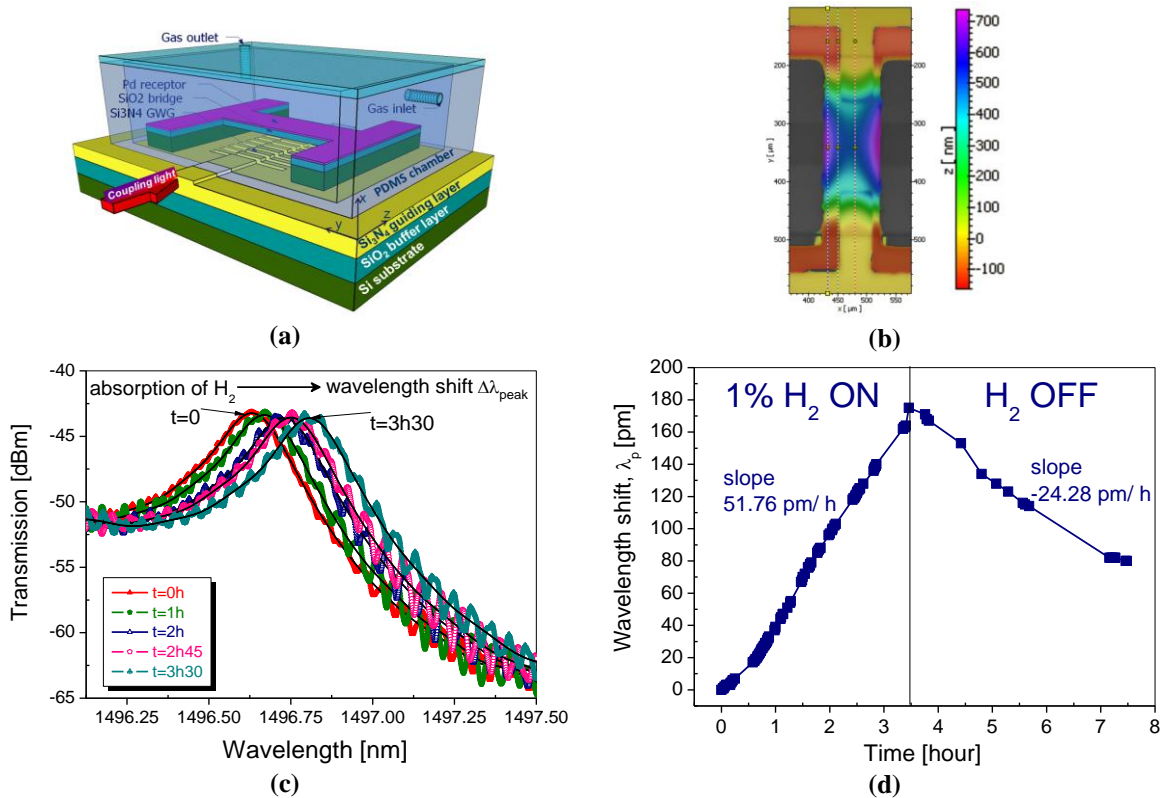 Gas outlet
Pd receptor
SiO2 bridge
Si3N4 GWG
Gas inlet
Coupling light
PDMS chamber
x
z
y
Si₃N₄ guiding layer
SiO₂ buffer layer
Si substrate
(a)
200
300
400
500
Y [ µm ]
200
300
400
500
400
450
500
550
x [ µm ]
700
600
500
400
300
200
100
0
-100
z [ nm ]
(b)
-40
-45
-50
-55
-60
-65
Transmission [dBm]
absorption of H₂
wavelength shift Δλpeak
t=0
t=3h30
t=0h
t=1h
t=2h
t=2h45
t=3h30
1496.25 1496.50 1496.75 1497.00 1497.25 1497.50
Wavelength [nm]
(c)
200
180
160
140
120
100
80
60
40
20
0
Wavelength shift, λp [pm]
1% H₂ ON
H₂ OFF
slope
51.76 pm/ h
slope
-24.28 pm/ h
0 1 2 3 4 5 6 7 8
Time [hour]
(d)